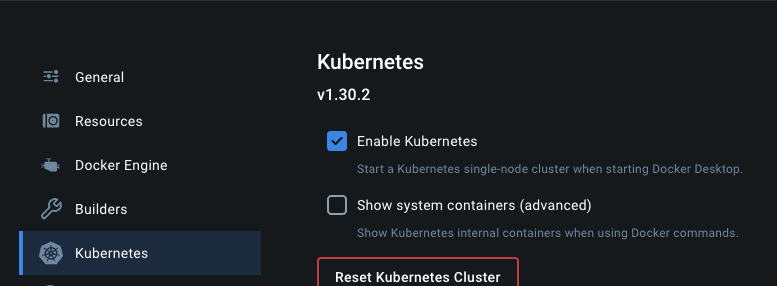 General
Resources
Docker Engine
Builders
Kubernetes
Kubernetes
v1.30.2
Enable Kubernetes
Start a Kubernetes single-node cluster when starting Docker Desktop.
Show system containers (advanced)
Show Kubernetes internal containers when using Docker commands.
Reset Kubernetes Cluster